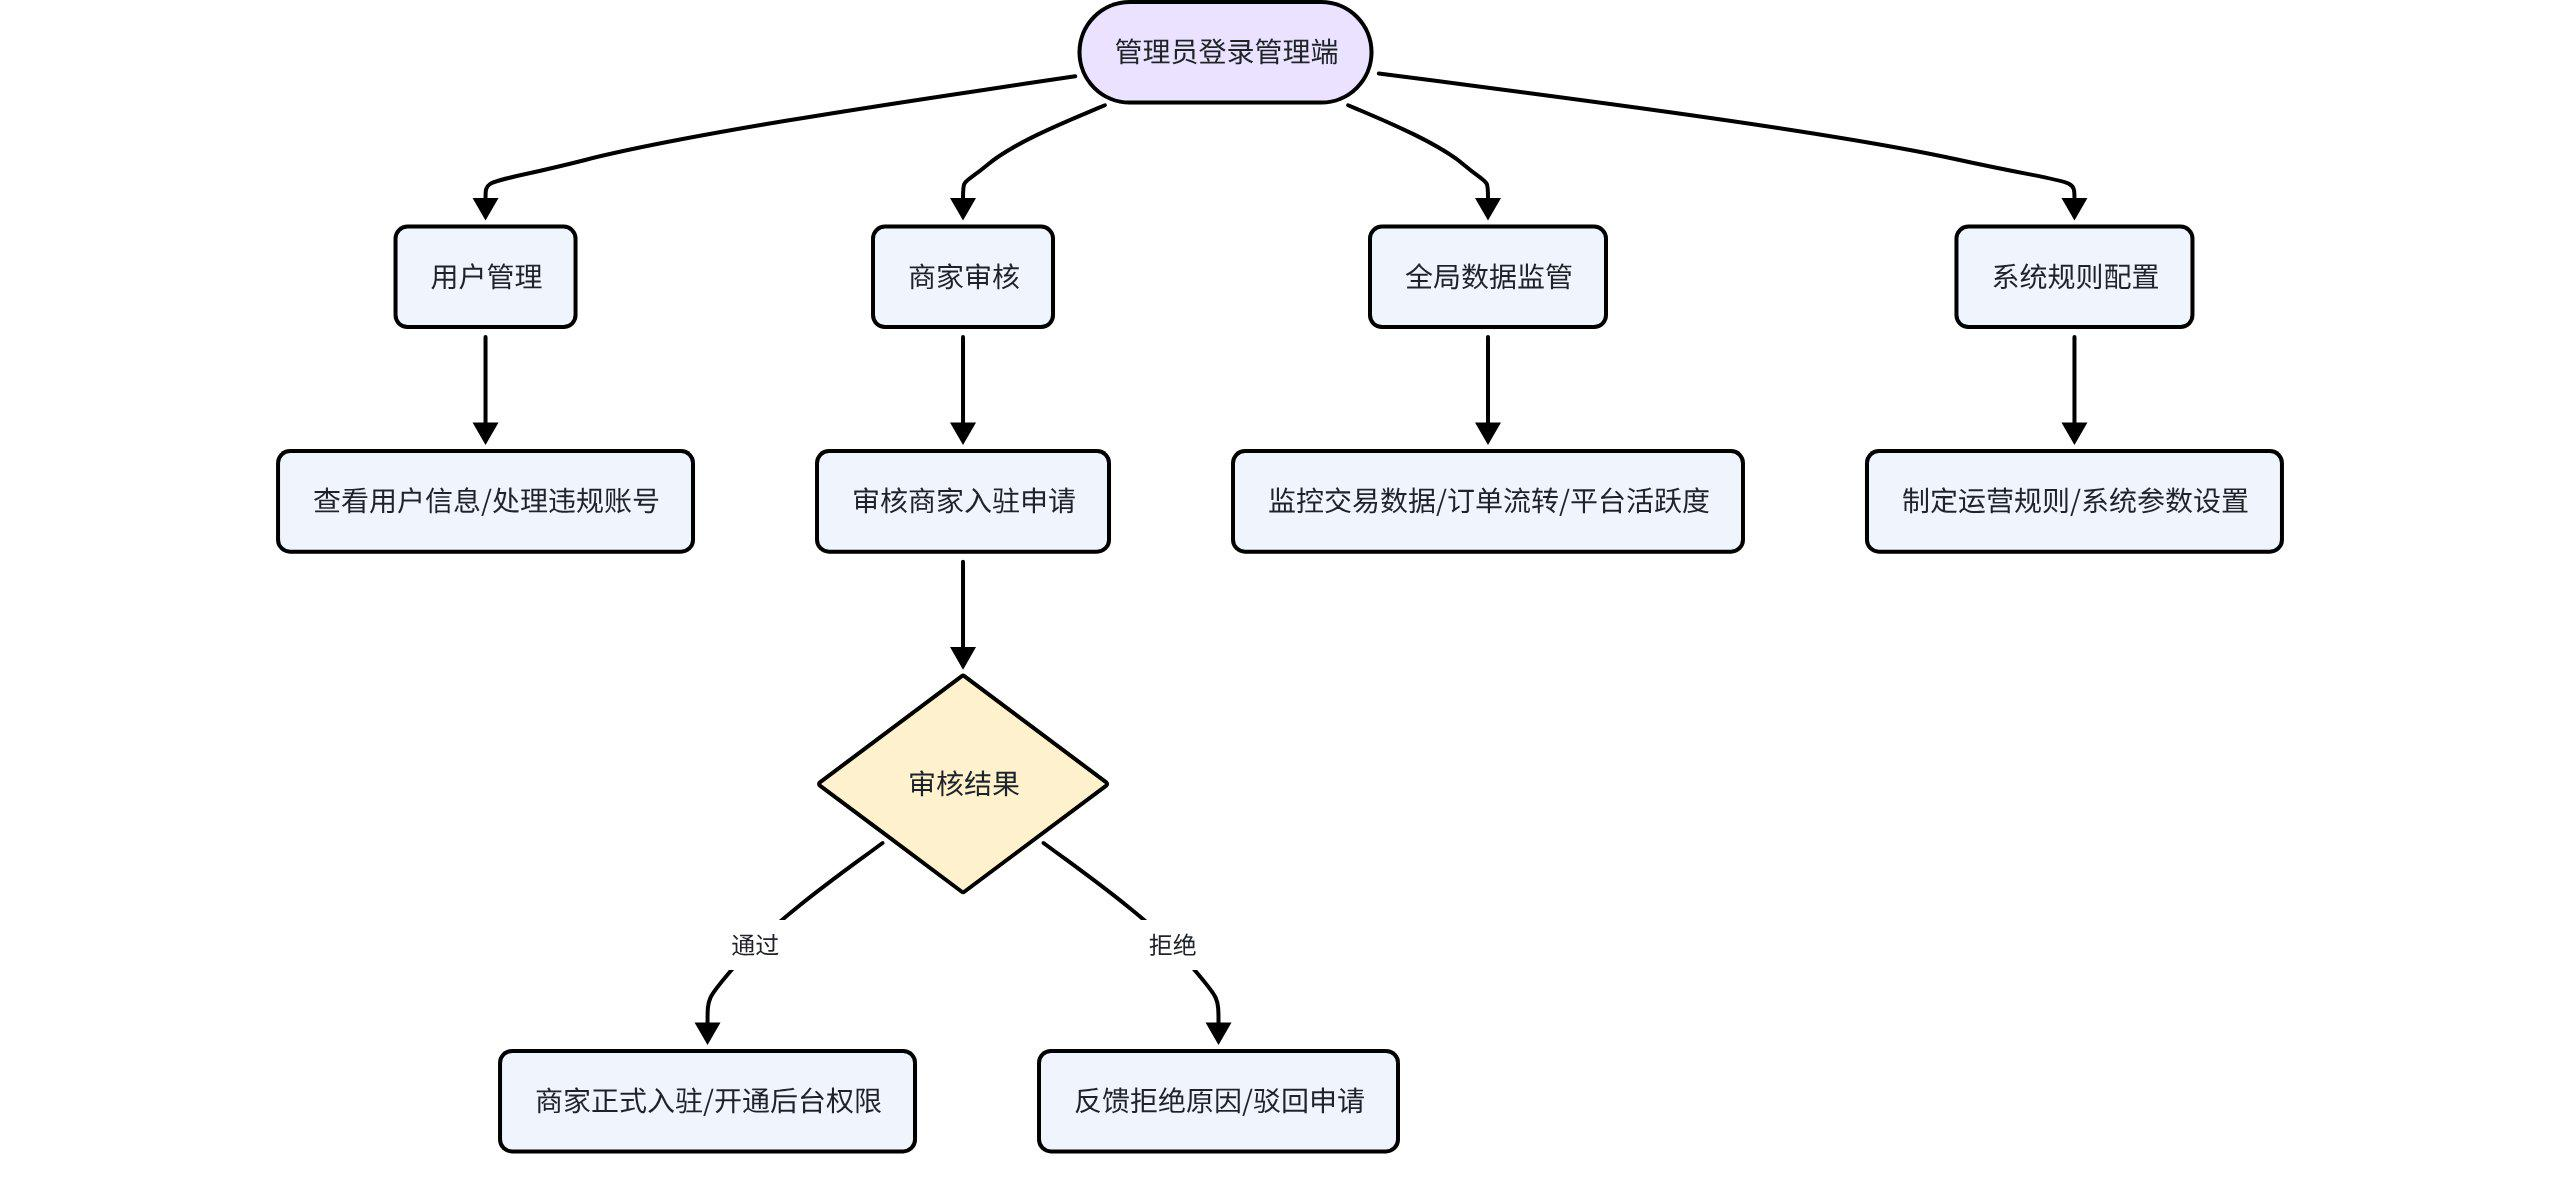 管理员登录管理端
用户管理
商家审核
全局数据监管
系统规则配置
查看用户信息/处理违规账号
审核商家入驻申请
监控交易数据/订单流转/平台活跃度
制定运营规则/系统参数设置
审核结果
通过
拒绝
商家正式入驻/开通后台权限
反馈拒绝原因/驳回申请